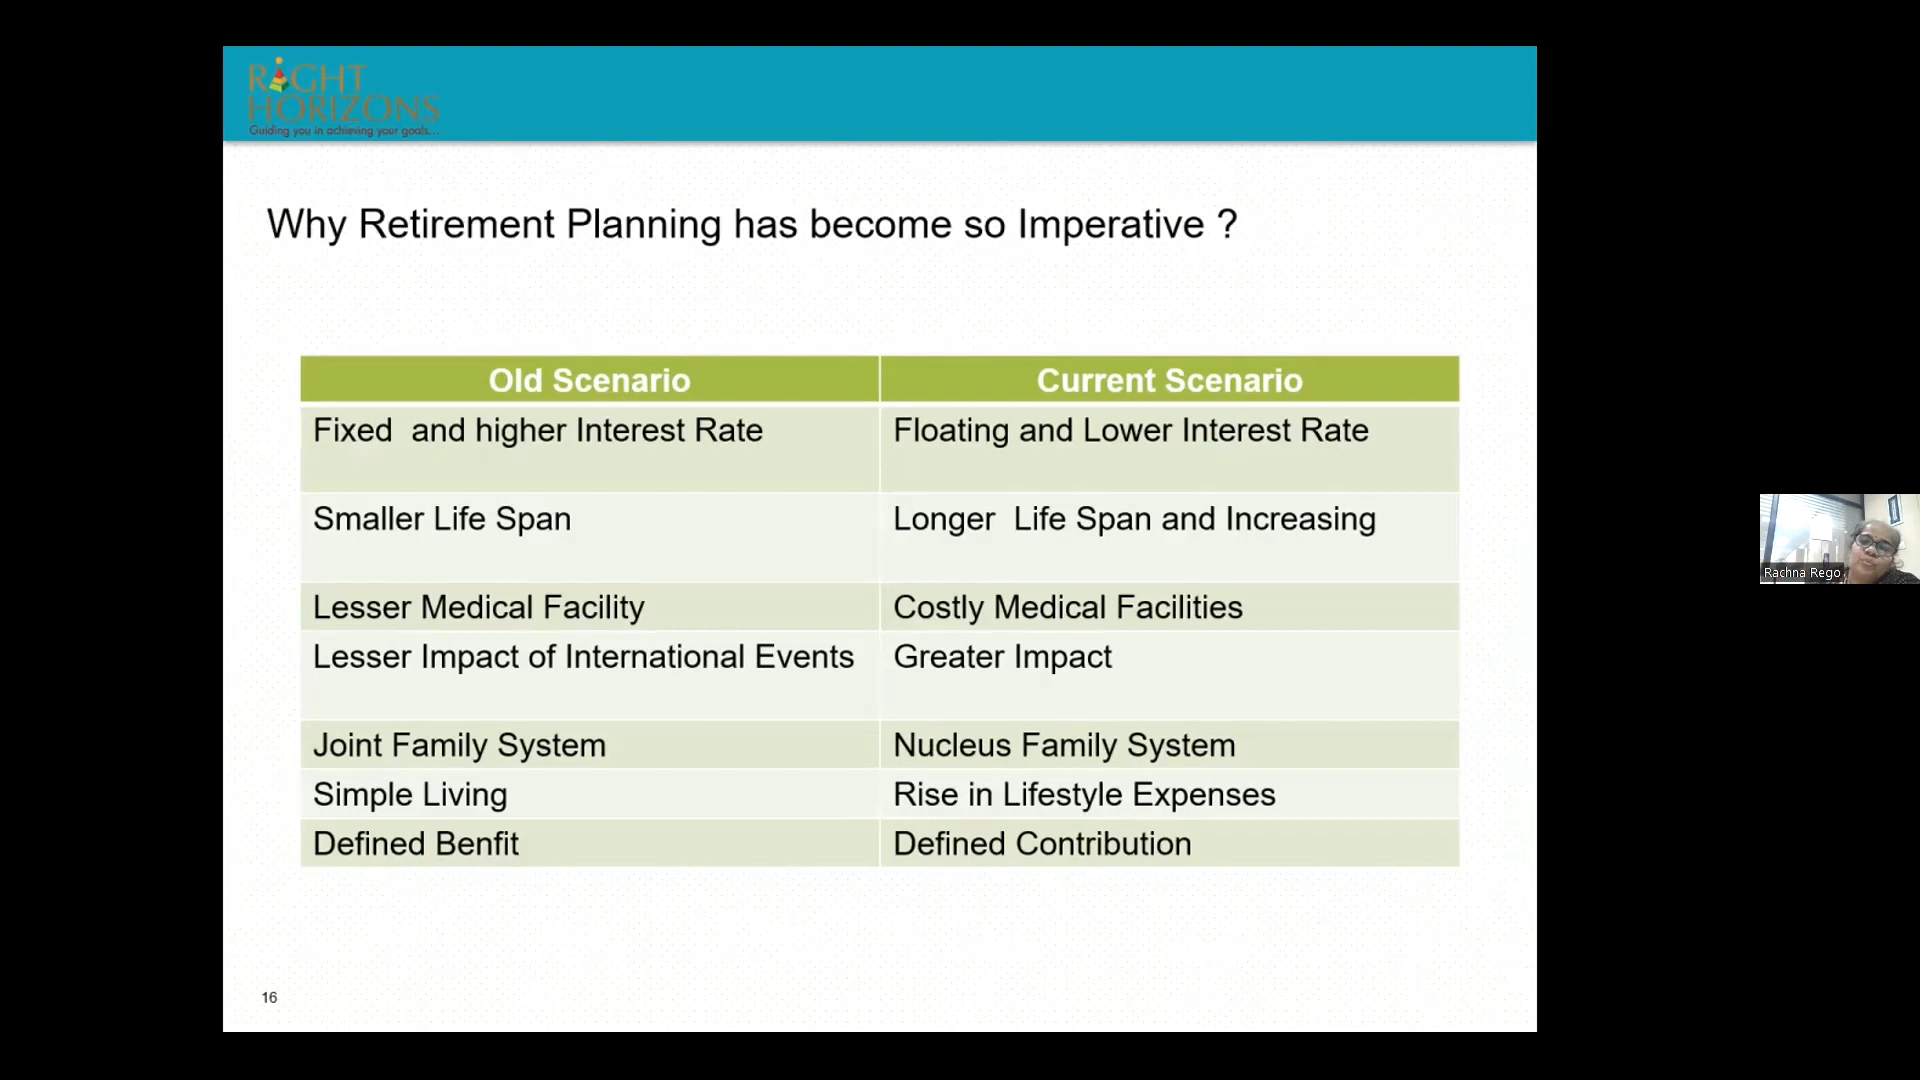 RIGHT
HORIZONS
Guiding you in achieving your goals...
Why Retirement Planning has become so Imperative ?
Old Scenario Current Scenario
Fixed and higher Interest Rate Floating and Lower Interest Rate
Smaller Life Span Longer Life Span and Increasing
Lesser Medical Facility Costly Medical Facilities
Lesser Impact of International Events Greater Impact
Joint Family System Nucleus Family System
Simple Living Rise in Lifestyle Expenses
Defined Benfit Defined Contribution
16
Rachna Rego